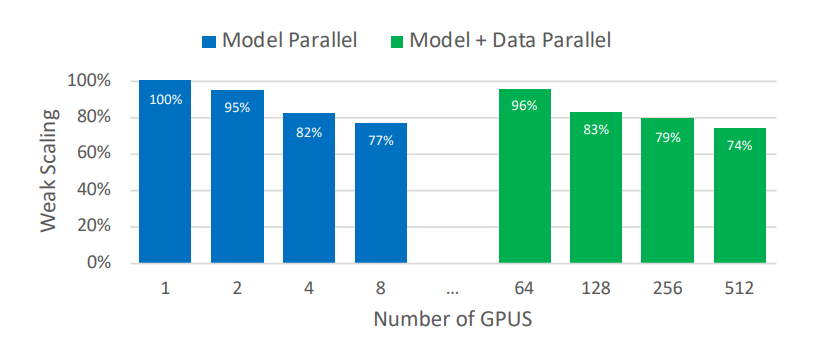 Model Parallel Model + Data Parallel
100%
80%
60%
40%
20%
0%
Weak Scaling
100% 95% 82% 77% 96% 83% 79% 74%
1 2 4 8 ... 64 128 256 512
Number of GPUS